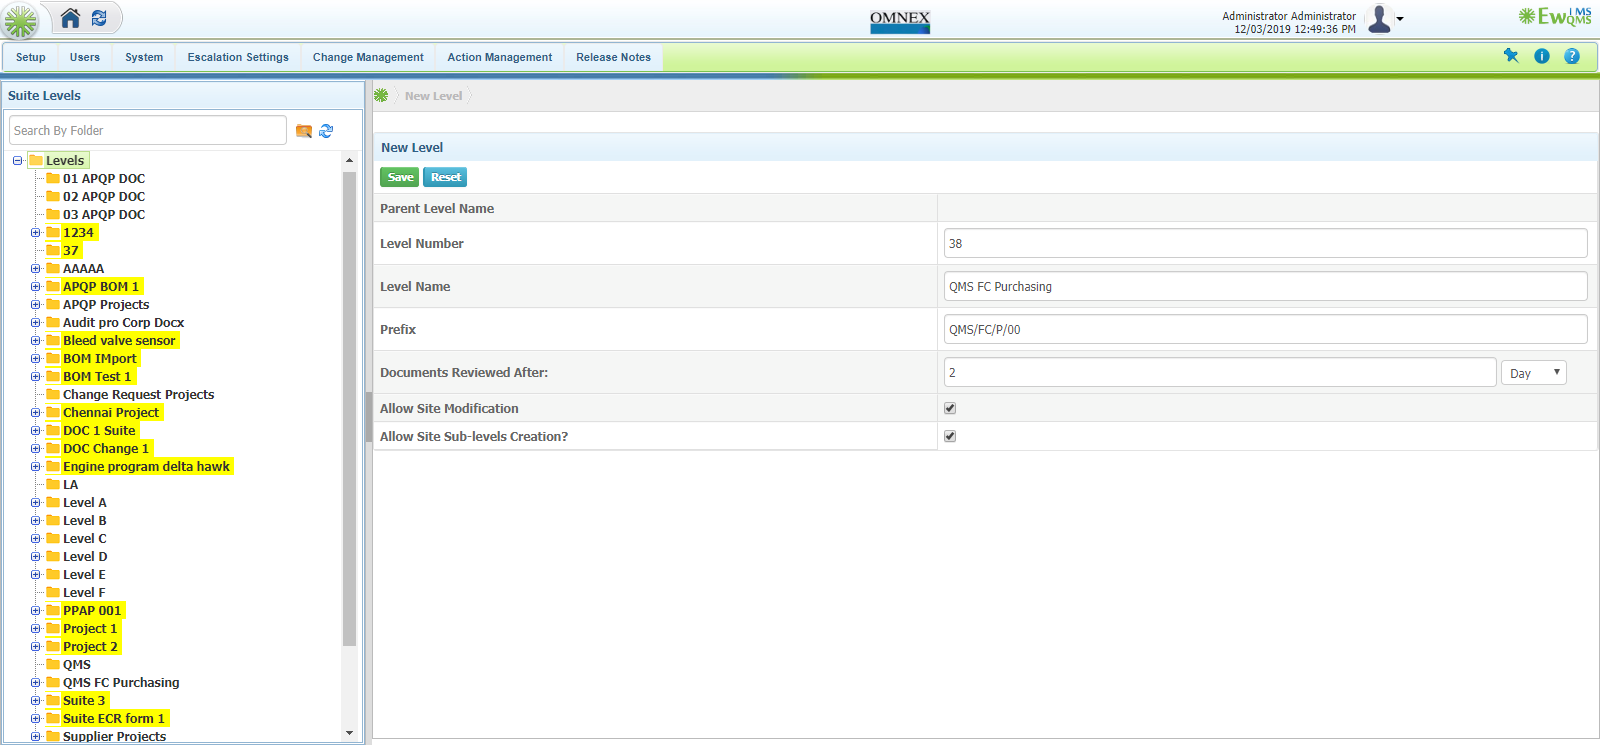 OMNEX
Administrator Administrator
12/03/2019 12:49:36 PM
EwIMS
QMS
Setup
Users
System
Escalation Settings
Change Management
Action Management
Release Notes
Suite Levels
Search By Folder
Levels
01 APQP DOC
02 APQP DOC
03 APQP DOC
1234
37
AAAAA
APQP BOM 1
APQP Projects
Audit pro Corp Docx
Bleed valve sensor
BOM IMport
BOM Test 1
Change Request Projects
Chennai Project
DOC 1 Suite
DOC Change 1
Engine program delta hawk
LA
Level A
Level B
Level C
Level D
Level E
Level F
PPAP 001
Project 1
Project 2
QMS
QMS FC Purchasing
Suite 3
Suite ECR form 1
Supplier Projects
New Level
New Level
Save
Reset
Parent Level Name
Level Number
38
Level Name
QMS FC Purchasing
Prefix
QMS/FC/P/00
Documents Reviewed After:
2
Day
Allow Site Modification
Allow Site Sub-levels Creation?